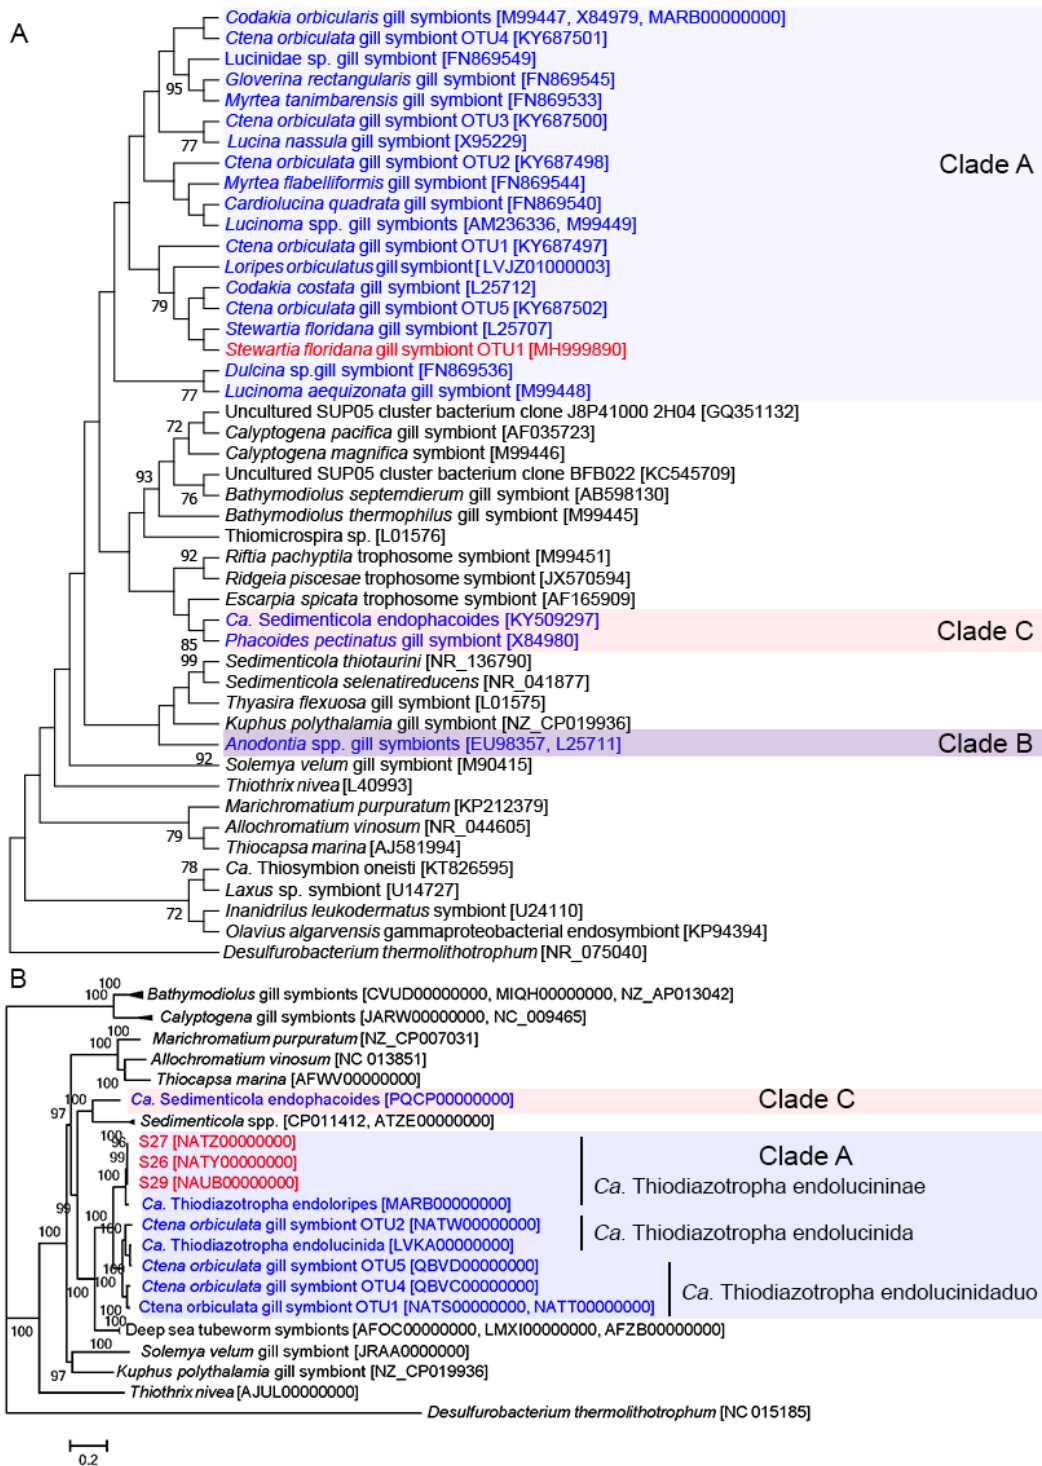 A
Codakia orbicularis gill symbionts [M99447, X84979, MARB00000000]
Ctena orbiculata gill symbiont OTU4 [KY687501]
Lucinidae sp. gill symbiont [FN869549]
Gloverina rectangularis gill symbiont [FN869545]
95
Myrtea tanimbarensis gill symbiont [FN869533]
Ctena orbiculata gill symbiont OTU3 [KY687500]
77
Lucina nassula gill symbiont [X95229]
Ctena orbiculata gill symbiont OTU2 [KY687498]
Clade A
Myrtea flabelliformis gill symbiont [FN869544]
Cardiolucina quadrata gill symbiont [FN869540]
Lucinoma spp. gill symbionts [AM236336, M99449]
Ctena orbiculata gill symbiont OTU1 [KY687497]
Loripes orbiculatus gill symbiont [LVJZ01000003]
Codakia costata gill symbiont [L25712]
79
Ctena orbiculata gill symbiont OTU5 [KY687502]
Stewartia floridana gill symbiont [L25707]
Stewartia floridana gill symbiont OTU1 [MH999890]
Dulcina sp.gill symbiont [FN869536]
77
Lucinoma aequizonata gill symbiont [M99448]
Uncultured SUP05 cluster bacterium clone J8P41000 2H04 [GQ351132]
72
Calyptogena pacifica gill symbiont [AF035723]
Calyptogena magnifica symbiont [M99446]
93
Uncultured SUP05 cluster bacterium clone BFB022 [KC545709]
76
Bathymodiolus septemdierum gill symbiont [AB598130]
Bathymodiolus thermophilus gill symbiont [M99445]
Thiomicrospira sp. [L01576]
92
Riftia pachyptila trophosome symbiont [M99451]
Ridgeia piscesae trophosome symbiont [JX570594]
Escarpia spicata trophosome symbiont [AF165909]
Ca. Sedimenticola endophacoides [KY509297]
Clade C
85
Phacoides pectinatus gill symbiont [X84980]
99
Sedimenticola thiotaurini [NR_136790]
Sedimenticola selenatireducens [NR_041877]
Thyasira flexuosa gill symbiont [L01575]
Kuphus polythalamia gill symbiont [NZ_CP019936]
Anodontia spp. gill symbionts [EU98357, L25711]
Clade B
92
Solemya velum gill symbiont [M90415]
Thiothrix nivea [L40993]
Marichromatium purpuratum [KP212379]
79
Allochromatium vinosum [NR_044605]
Thiocapsa marina [AJ581994]
78
Ca. Thiosymbion oneisti [KT826595]
Laxus sp. symbiont [U14727]
72
Inanidrilus leukodermatus symbiont [U24110]
Olavius algarvensis gammaproteobacterial endosymbiont [KP94394]
Desulfurobacterium thermolithotrophum [NR_075040]
B
100
100
Bathymodiolus gill symbionts [CVUD00000000, MIQH00000000, NZ_AP013042]
Calyptogena gill symbionts [JARW00000000, NC_009465]
100
100
Marichromatium purpuratum [NZ_CP007031]
Allochromatium vinosum [NC 013851]
100
Thiocapsa marina [AFWV00000000]
100
Ca. Sedimenticola endophacoides [PQCP00000000]
Clade C
97
Sedimenticola spp. [CP011412, ATZE00000000]
100
96
S27 [NATZ00000000]
Clade A
99
S26 [NATY00000000]
100
S29 [NAUB00000000]
Ca. Thiodiazotropha endolucininae
99
Ca. Thiodiazotropha endoloripes [MARB00000000]
100
100
Ctena orbiculata gill symbiont OTU2 [NATW00000000]
Ca. Thiodiazotropha endolucinida
100
Ca. Thiodiazotropha endolucinida [LVKA00000000]
100
Ctena orbiculata gill symbiont OTU5 [QBVD00000000]
100
100
Ctena orbiculata gill symbiont OTU4 [QBVC00000000]
Ca. Thiodiazotropha endolucinidaduo
100
Ctena orbiculata gill symbiont OTU1 [NATS00000000, NATT00000000]
100
100
Deep sea tubeworm symbionts [AFOC00000000, LMXI00000000, AFZB00000000]
100
Solemya velum gill symbiont [JRAA0000000]
97
Kuphus polythalamia gill symbiont [NZ_CP019936]
Thiothrix nivea [AJUL00000000]
Desulfurobacterium thermolithotrophum [NC 015185]
0.2